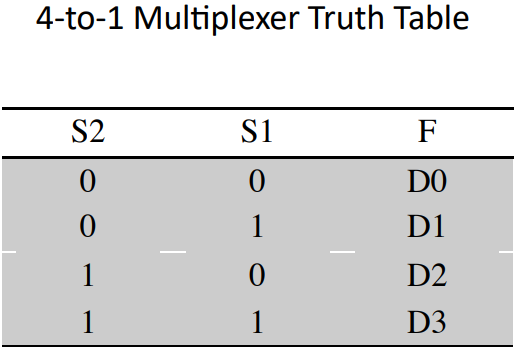 4-to-1 Multiplexer Truth Table
S2 S1 F
0 0 D0
0 1 D1
1 0 D2
1 1 D3